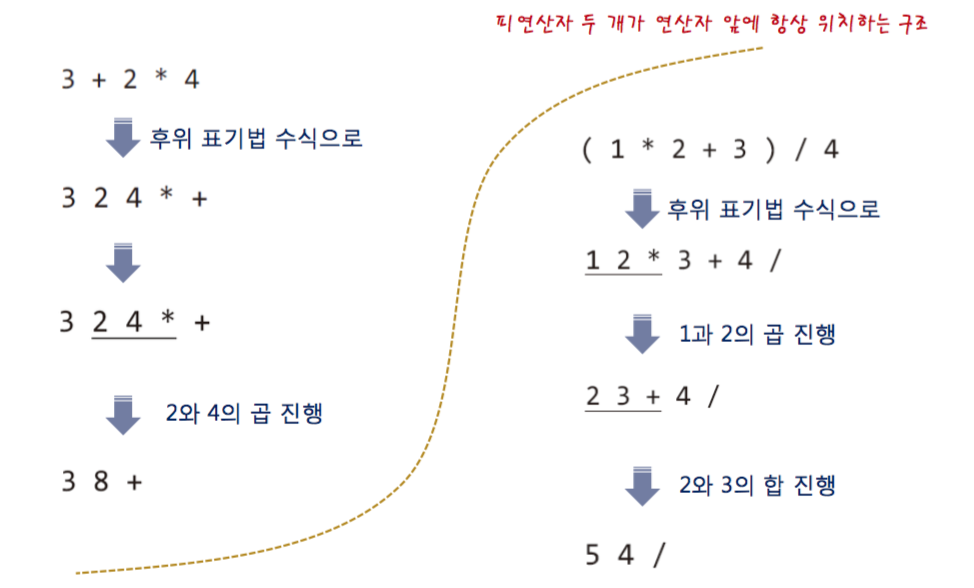 피연산자 두 개가 연산자 앞에 항상 위치하는 구조
3 + 2 * 4
후위 표기법 수식으로
3 2 4 * +
3 2 4 * +
2와 4의 곱 진행
3 8 +
( 1 * 2 + 3 ) / 4
후위 표기법 수식으로
1 2 * 3 + 4 /
1과 2의 곱 진행
2 3 + 4 /
2와 3의 합 진행
5 4 /